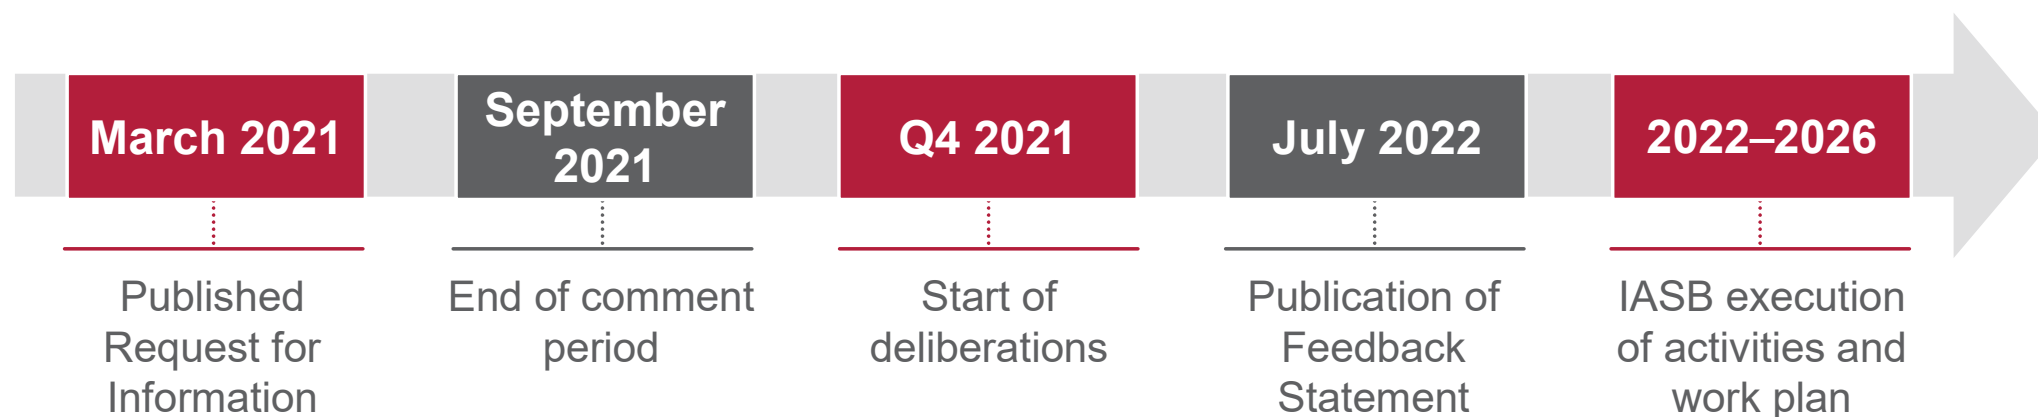 March 2021
September
2021
Q4 2021
July 2022
2022–2026
Published
Request for
Information
End of comment
period
Start of
deliberations
Publication of
Feedback
Statement
IASB execution
of activities and
work plan